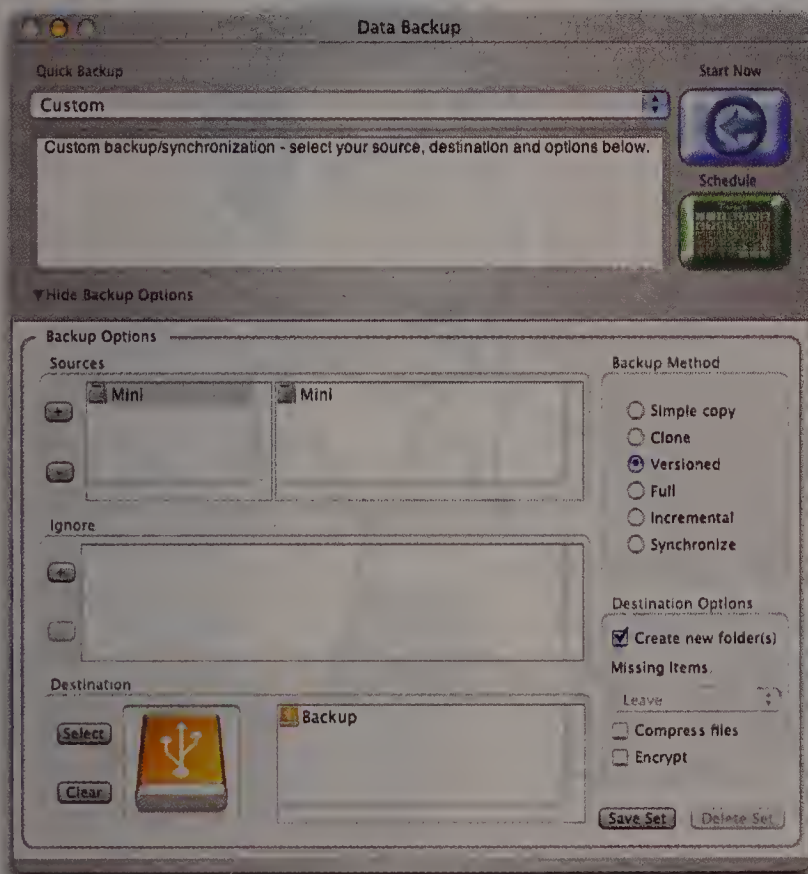 Data Backup
Quick Backup
Start Now
Custom
Custom backup/synchronization - select your source, destination and options below.
Schedule
Hide Backup Options
Backup Options
Sources
Backup Method
Mini
Mini
Simple copy
Clone
Versioned
Full
Incremental
Synchronize
Ignore
Destination Options
Create new folder(s)
Missing Items
Leave
Compress files
Encrypt
Destination
Select
Clear
Backup
Save Set
Delete Set